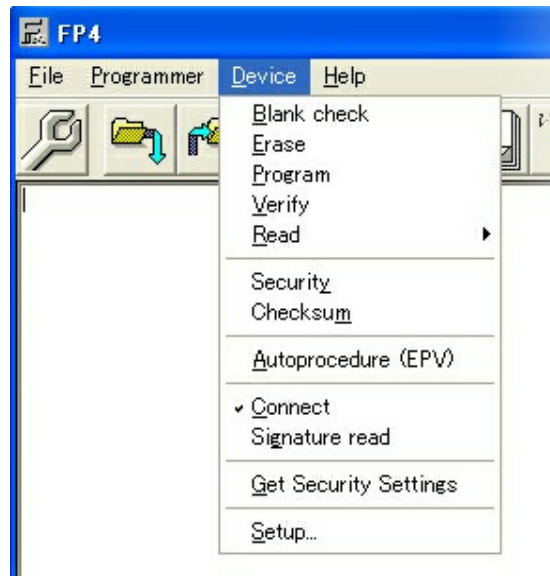 FP4
File Programmer Device Help
Blank check
Erase
Program
Verify
Read
Security
Checksum
Autoprocedure (EPV)
Connect
Signature read
Get Security Settings
Setup...